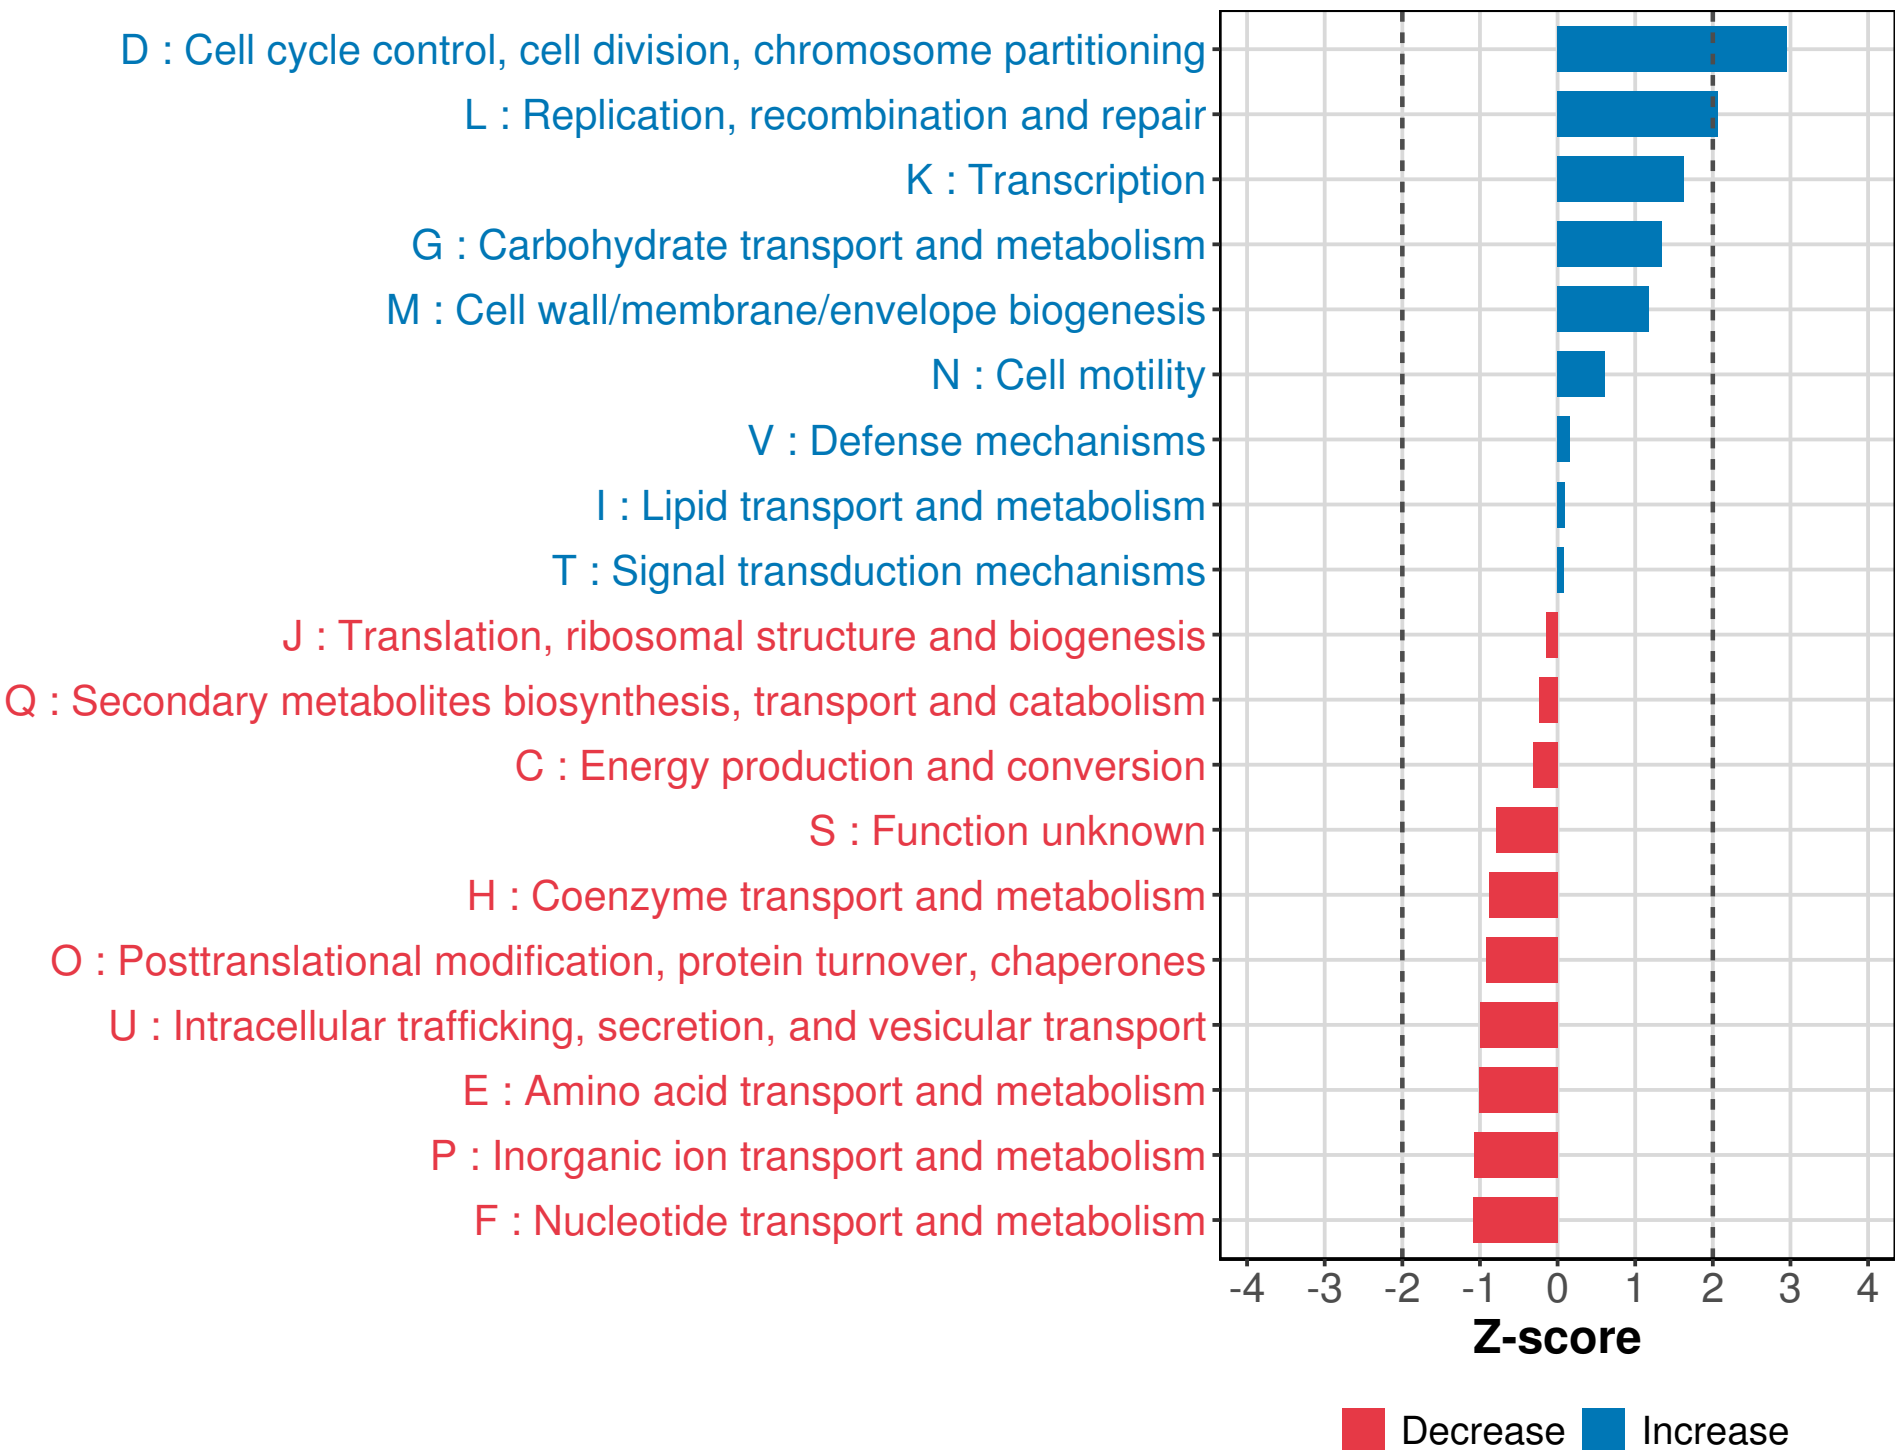 D : Cell cycle control, cell division, chromosome partitioning
L : Replication, recombination and repair
K : Transcription
G : Carbohydrate transport and metabolism
M : Cell wall/membrane/envelope biogenesis
N : Cell motility
V : Defense mechanisms
I : Lipid transport and metabolism
T : Signal transduction mechanisms
J : Translation, ribosomal structure and biogenesis
Q : Secondary metabolites biosynthesis, transport and catabolism
C : Energy production and conversion
S : Function unknown
H : Coenzyme transport and metabolism
O : Posttranslational modification, protein turnover, chaperones
U : Intracellular trafficking, secretion, and vesicular transport
E : Amino acid transport and metabolism
P : Inorganic ion transport and metabolism
F : Nucleotide transport and metabolism
-4 -3 -2 -1 0 1 2 3 4
Z-score
Decrease Increase